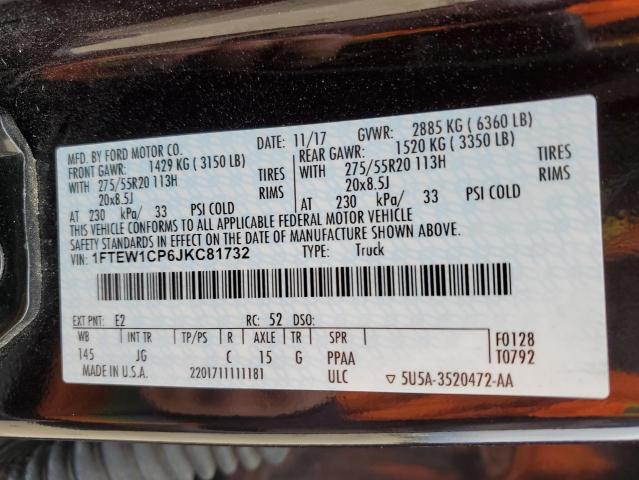 MFD. BY FORD MOTOR CO. DATE: 11/17 GVWR: 2885 KG ( 6360 LB)
FRONT GAWR: 1429 KG ( 3150 LB) REAR GAWR: 1520 KG ( 3350 LB)
WITH 275/55R20 113H TIRES WITH 275/55R20 113H TIRES
20x8.5J RIMS 20x8.5J RIMS
AT 230 kPa/ 33 PSI COLD AT 230 kPa/ 33 PSI COLD
THIS VEHICLE CONFORMS TO ALL APPLICABLE FEDERAL MOTOR VEHICLE
SAFETY STANDARDS IN EFFECT ON THE DATE OF MANUFACTURE SHOWN ABOVE.
VIN: 1FTEW1CP6JKC81732 TYPE: Truck
EXT PNT: E2 RC: 52 DSO:
WB INT TR TP/PS R AXLE TR SPR F0128
145 JG C 15 G PPAA T0792
MADE IN U.S.A. 2201711111181 ULC ▽ 5U5A-3520472-AA